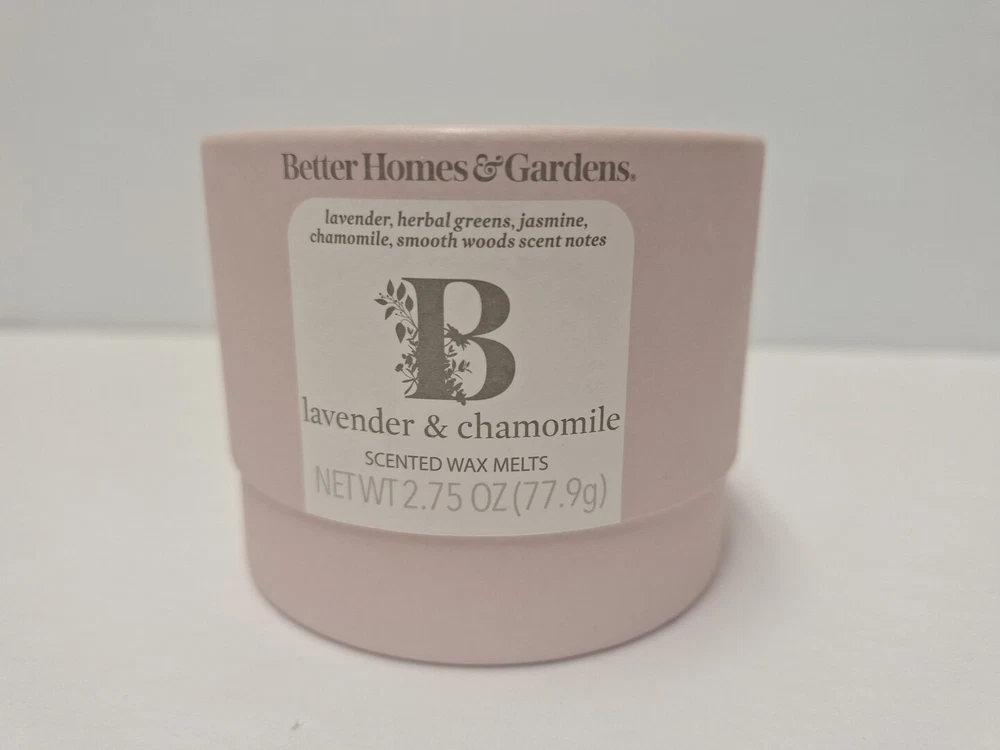 Better Homes & Gardens®
lavender, herbal greens, jasmine,
chamomile, smooth woods scent notes
B
lavender & chamomile
SCENTED WAX MELTS
NET WT 2.75 OZ (77.9g)